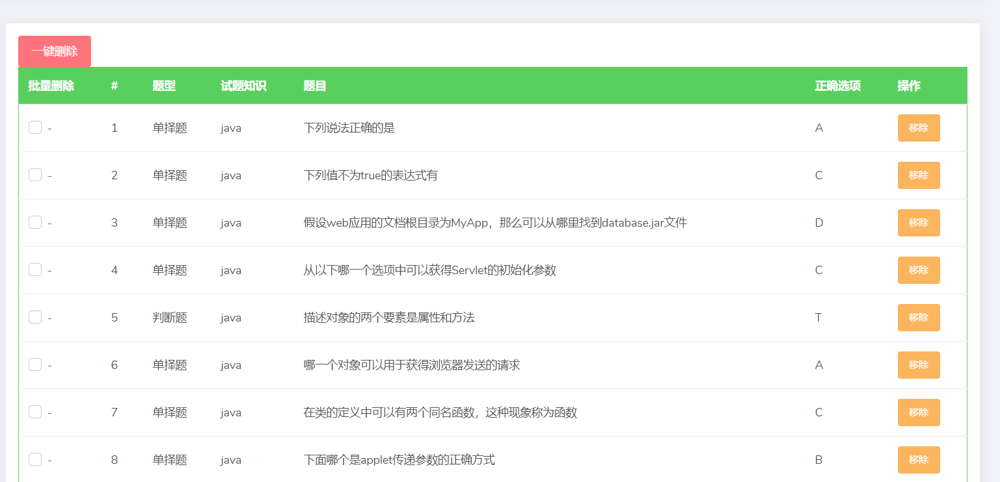 一键删除
批量删除 # 题型 试题知识 题目 正确选项 操作
- 1 单择题 java 下列说法正确的是 A 移除
- 2 单择题 java 下列值不为true的表达式有 C 移除
- 3 单择题 java 假设web应用的文档根目录为MyApp，那么可以从哪里找到database.jar文件 D 移除
- 4 单择题 java 从以下哪一个选项中可以获得Servlet的初始化参数 C 移除
- 5 判断题 java 描述对象的两个要素是属性和方法 T 移除
- 6 单择题 java 哪一个对象可以用于获得浏览器发送的请求 A 移除
- 7 单择题 java 在类的定义中可以有两个同名函数，这种现象称为函数 C 移除
- 8 单择题 java 下面哪个是applet传递参数的正确方式 B 移除